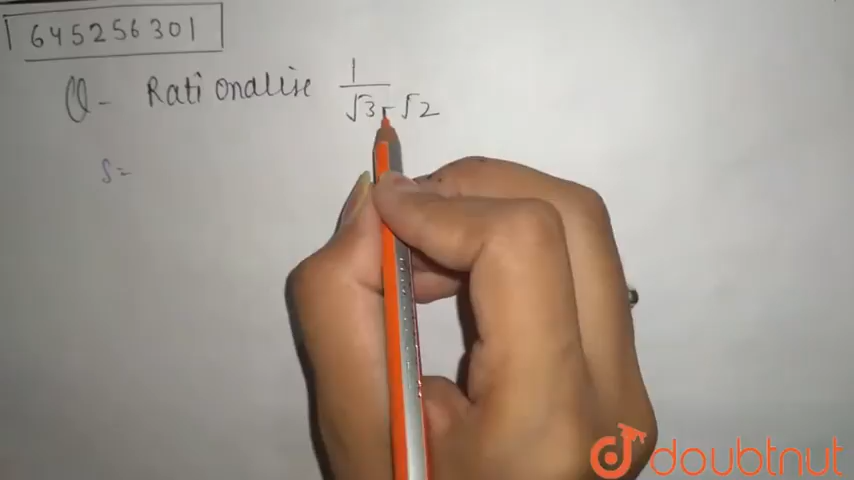 645256301
Q- Rationalise 1/√3-√2
S=
doubtnut